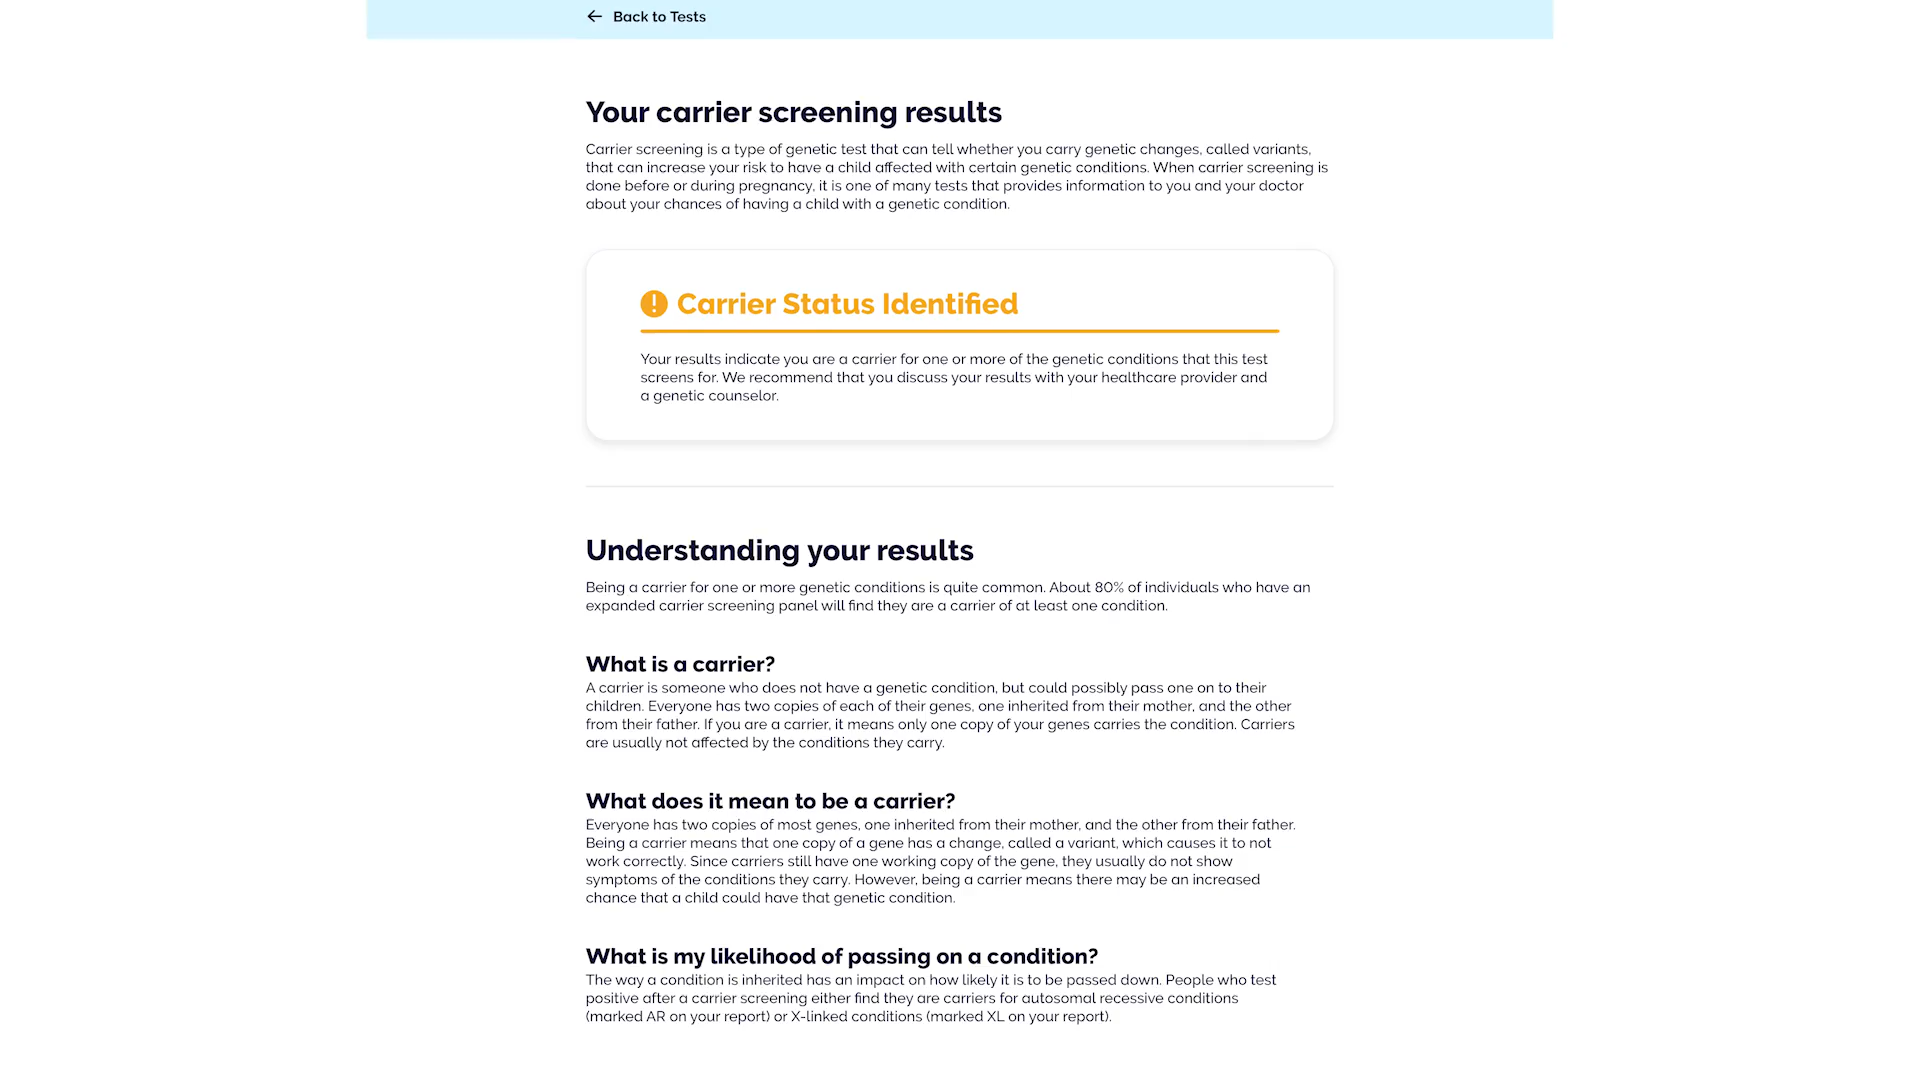 Back to Tests
Your carrier screening results
Carrier screening is a type of genetic test that can tell whether you carry genetic changes, called variants,
that can increase your risk to have a child affected with certain genetic conditions. When carrier screening is
done before or during pregnancy, it is one of many tests that provides information to you and your doctor
about your chances of having a child with a genetic condition.
Carrier Status Identified
Your results indicate you are a carrier for one or more of the genetic conditions that this test
screens for. We recommend that you discuss your results with your healthcare provider and
a genetic counselor.
Understanding your results
Being a carrier for one or more genetic conditions is quite common. About 80% of individuals who have an
expanded carrier screening panel will find they are a carrier of at least one condition.
What is a carrier?
A carrier is someone who does not have a genetic condition, but could possibly pass one on to their
children. Everyone has two copies of each of their genes, one inherited from their mother, and the other
from their father. If you are a carrier, it means only one copy of your genes carries the condition. Carriers
are usually not affected by the conditions they carry.
What does it mean to be a carrier?
Everyone has two copies of most genes, one inherited from their mother, and the other from their father.
Being a carrier means that one copy of a gene has a change, called a variant, which causes it to not
work correctly. Since carriers still have one working copy of the gene, they usually do not show
symptoms of the conditions they carry. However, being a carrier means there may be an increased
chance that a child could have that genetic condition.
What is my likelihood of passing on a condition?
The way a condition is inherited has an impact on how likely it is to be passed down. People who test
positive after a carrier screening either find they are carriers for autosomal recessive conditions
(marked AR on your report) or X-linked conditions (marked XL on your report).